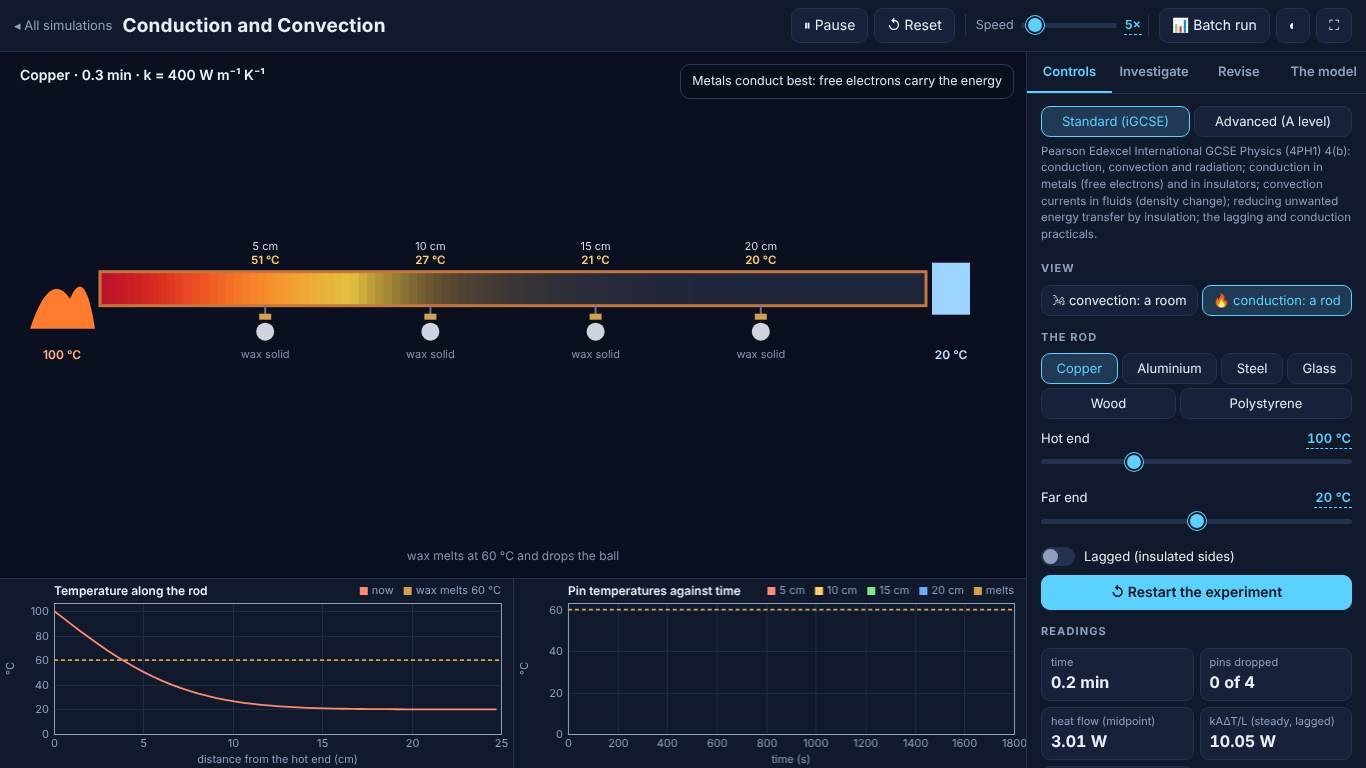 ◂ All simulations
Conduction and Convection
⏸ Pause
↺ Reset
Speed
5×
📊 Batch run
Copper · 0.3 min · k = 400 W m⁻¹ K⁻¹
Metals conduct best: free electrons carry the energy
5 cm
51 °C
10 cm
27 °C
15 cm
21 °C
20 cm
20 °C
wax solid
wax solid
wax solid
wax solid
100 °C
20 °C
wax melts at 60 °C and drops the ball
Temperature along the rod
now
wax melts 60 °C
100
80
60
40
20
0
°C
0
5
10
15
20
25
distance from the hot end (cm)
Pin temperatures against time
5 cm
10 cm
15 cm
20 cm
melts
60
40
20
0
°C
0
200
400
600
800
1000
1200
1400
1600
1800
time (s)
Controls
Investigate
Revise
The model
Standard (iGCSE)
Advanced (A level)
Pearson Edexcel International GCSE Physics (4PH1) 4(b):
conduction, convection and radiation; conduction in
metals (free electrons) and in insulators; convection
currents in fluids (density change); reducing unwanted
energy transfer by insulation; the lagging and conduction
practicals.
VIEW
🌬 convection: a room
🔥 conduction: a rod
THE ROD
Copper
Aluminium
Steel
Glass
Wood
Polystyrene
Hot end
100 °C
Far end
20 °C
Lagged (insulated sides)
↺ Restart the experiment
READINGS
time
0.2 min
pins dropped
0 of 4
heat flow (midpoint)
3.01 W
kAΔT/L (steady, lagged)
10.05 W